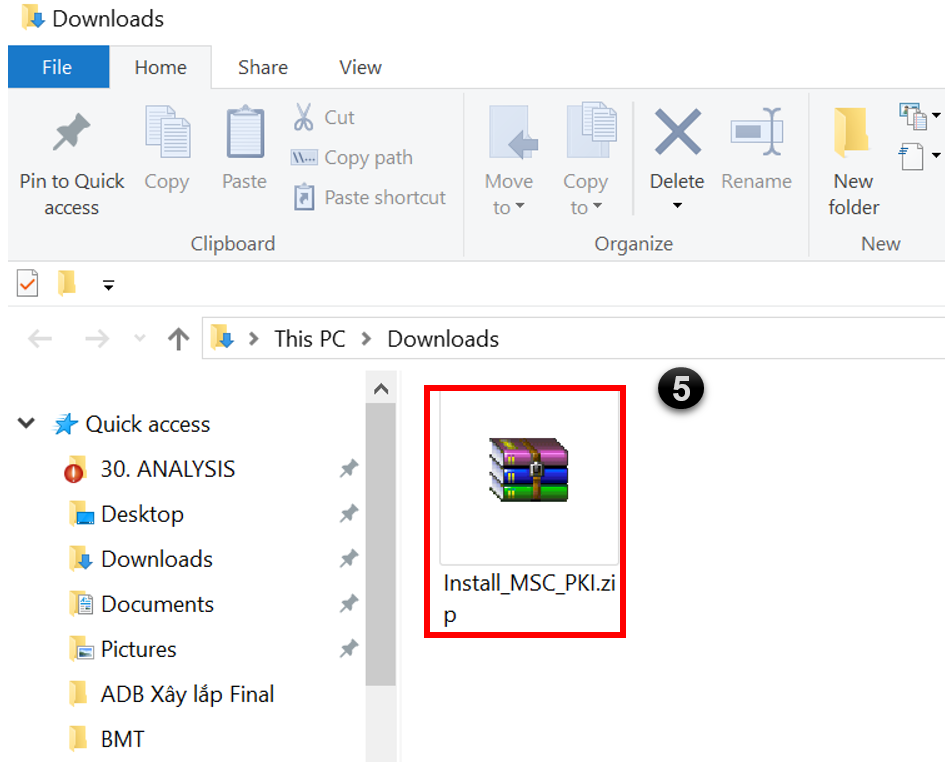 Downloads
File Home Share View
Pin to Quick access
Copy
Paste
Cut
Copy path
Paste shortcut
Clipboard
Move to
Copy to
Delete
Rename
Organize
New folder
New
This PC > Downloads
5
Quick access
30. ANALYSIS
Desktop
Downloads
Documents
Pictures
ADB Xây lắp Final
BMT
Install_MSC_PKI.zi
p